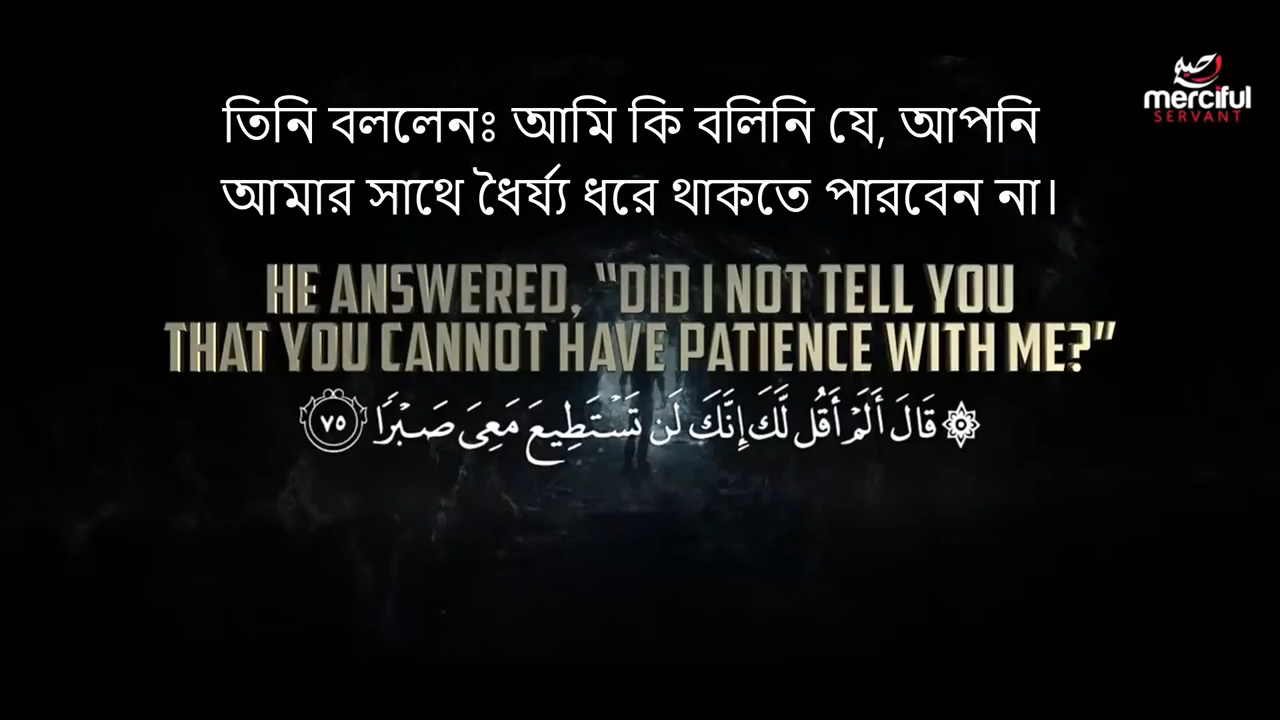 رحيم
merciful
SERVANT
তিনি বললেনঃ আমি কি বলিনি যে, আপনি
আমার সাথে ধৈর্য্য ধরে থাকতে পারবেন না।
HE ANSWERED, “DID I NOT TELL YOU
THAT YOU CANNOT HAVE PATIENCE WITH ME?”
۞ قَالَ أَلَمْ أَقُل لَّكَ إِنَّكَ لَن تَسْتَطِيعَ مَعِىَ صَبْرًا ٧٥